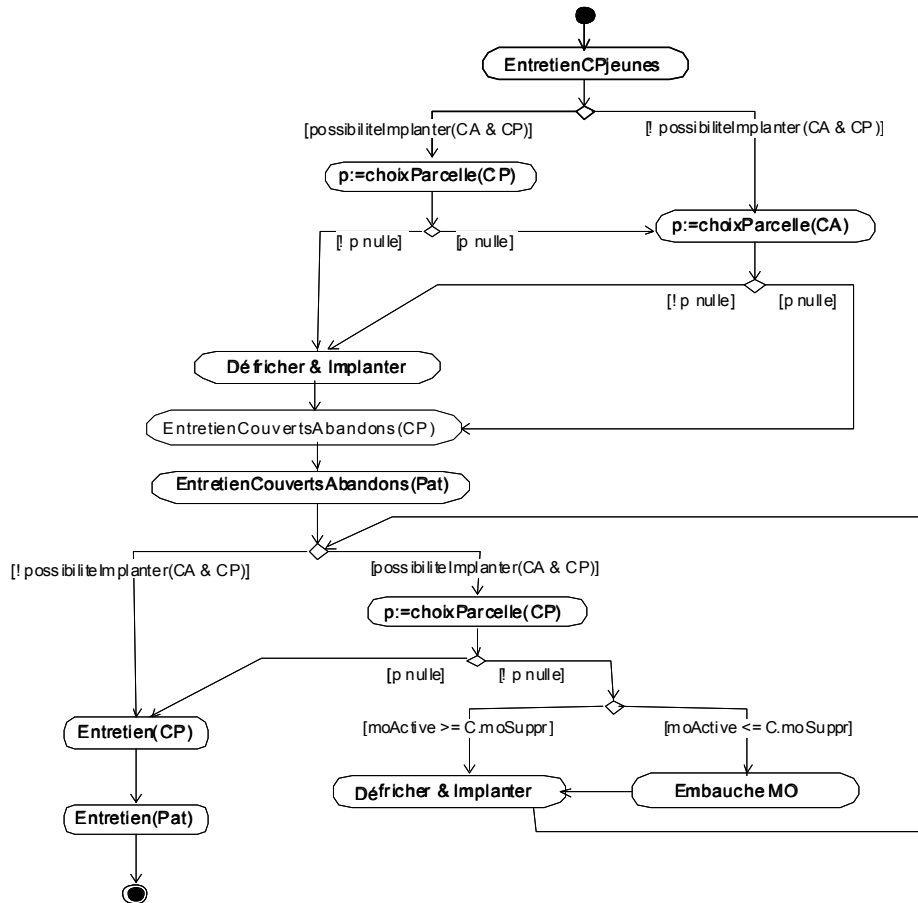 EntretienCPjeunes
[possibiliteImplanter(CA & CP)]
[! possibiliteImplanter(CA & CP)]
p:=choixParcelle(CP)
p:=choixParcelle(CA)
[! p nulle]
[p nulle]
[! p nulle]
[p nulle]
Défricher & Implanter
EntretienCouvertsAbandons(CP)
EntretienCouvertsAbandons(Pat)
[! possibiliteImplanter(CA & CP)]
[possibiliteImplanter(CA & CP)]
p:=choixParcelle(CP)
[p nulle]
[! p nulle]
Entretien(CP)
[moActive >= C.moSuppr]
[moActive <= C.moSuppr]
Défricher & Implanter
Embauche MO
Entretien(Pat)